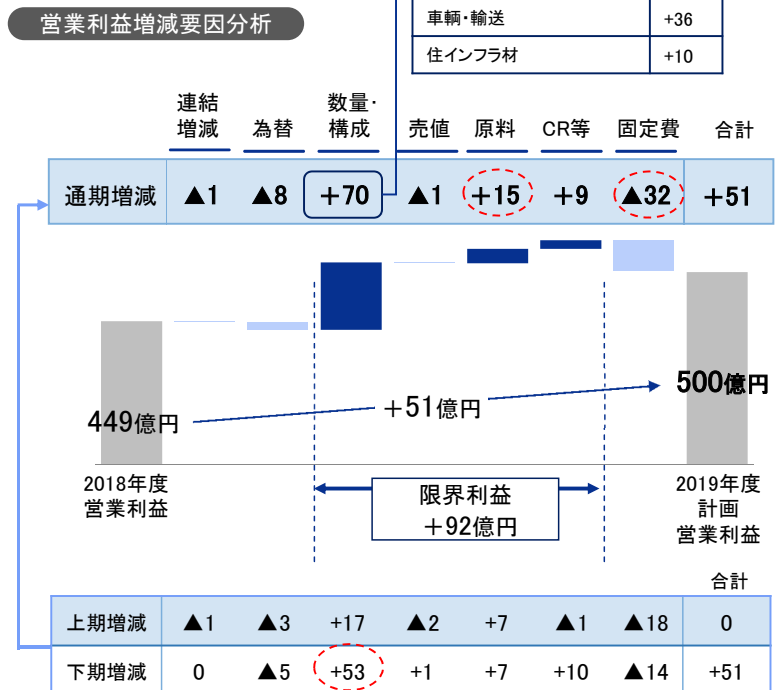 営業利益増減要因分析
車輌・輸送 +36
住インフラ材 +10
連結
増減
為替
数量・
構成
売値
原料
CR等
固定費
合計
通期増減 ▲1 ▲8 +70 ▲1 +15 +9 ▲32 +51
449億円
+51億円
500億円
2018年度
営業利益
限界利益
+92億円
2019年度
計画
営業利益
合計
上期増減 ▲1 ▲3 +17 ▲2 +7 ▲1 ▲18 0
下期増減 0 ▲5 +53 +1 +7 +10 ▲14 +51